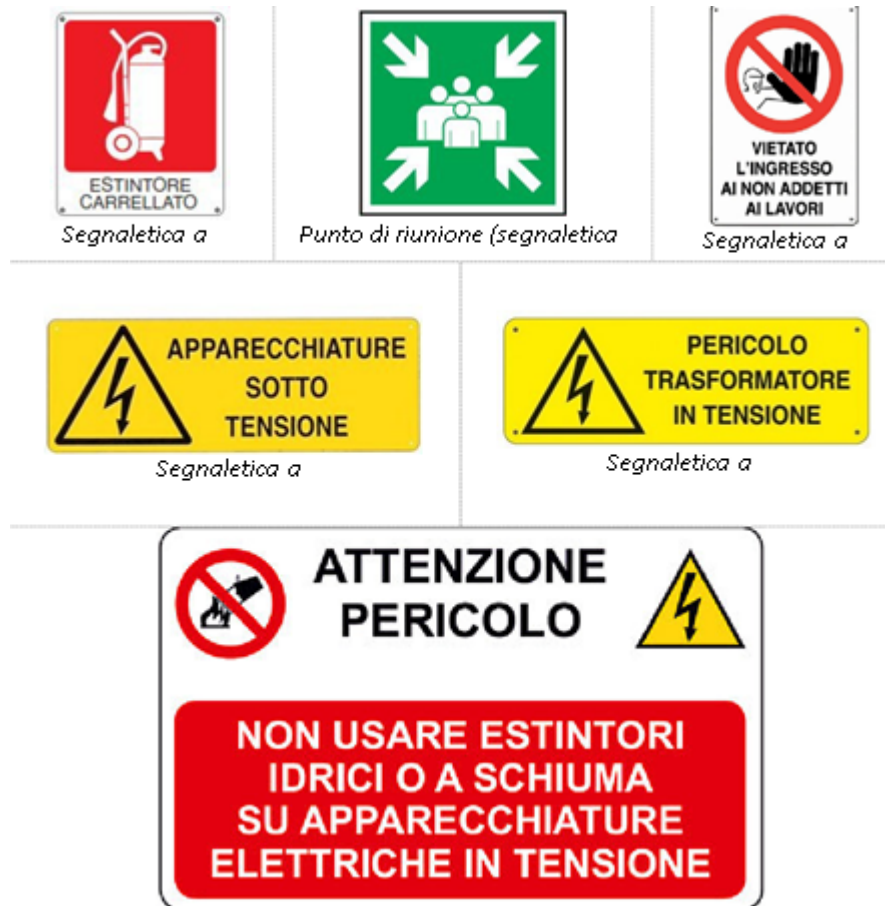 ESTINTORE
CARRELLATO
Segnaletica a
Punto di riunione (segnaletica
VIETATO
L'INGRESSO
AI NON ADDETTI
AI LAVORI
Segnaletica a
APPARECCHIATURE
SOTTO
TENSIONE
Segnaletica a
PERICOLO
TRASFORMATORE
IN TENSIONE
Segnaletica a
ATTENZIONE
PERICOLO
NON USARE ESTINTORI
IDRICI O A SCHIUMA
SU APPARECCHIATURE
ELETTRICHE IN TENSIONE